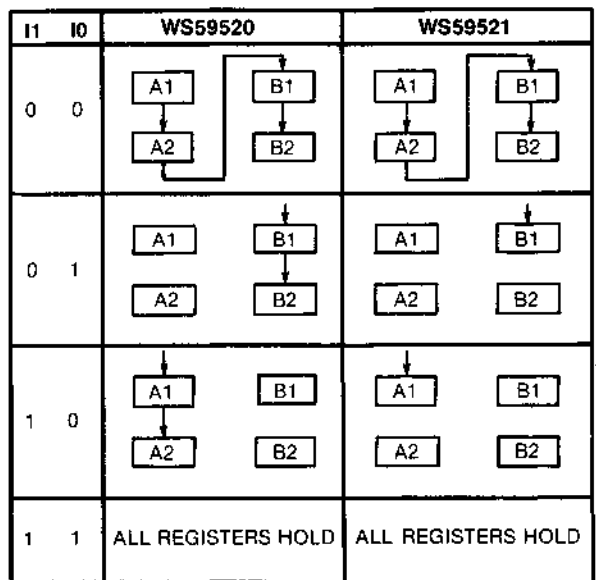 I1 I0 WS59520 WS59521
A1 B1 A1 B1
0 0
A2 B2 A2 B2
A1 B1 A1 B1
0 1
A2 B2 A2 B2
A1 B1 A1 B1
1 0
A2 B2 A2 B2
1 1 ALL REGISTERS HOLD ALL REGISTERS HOLD